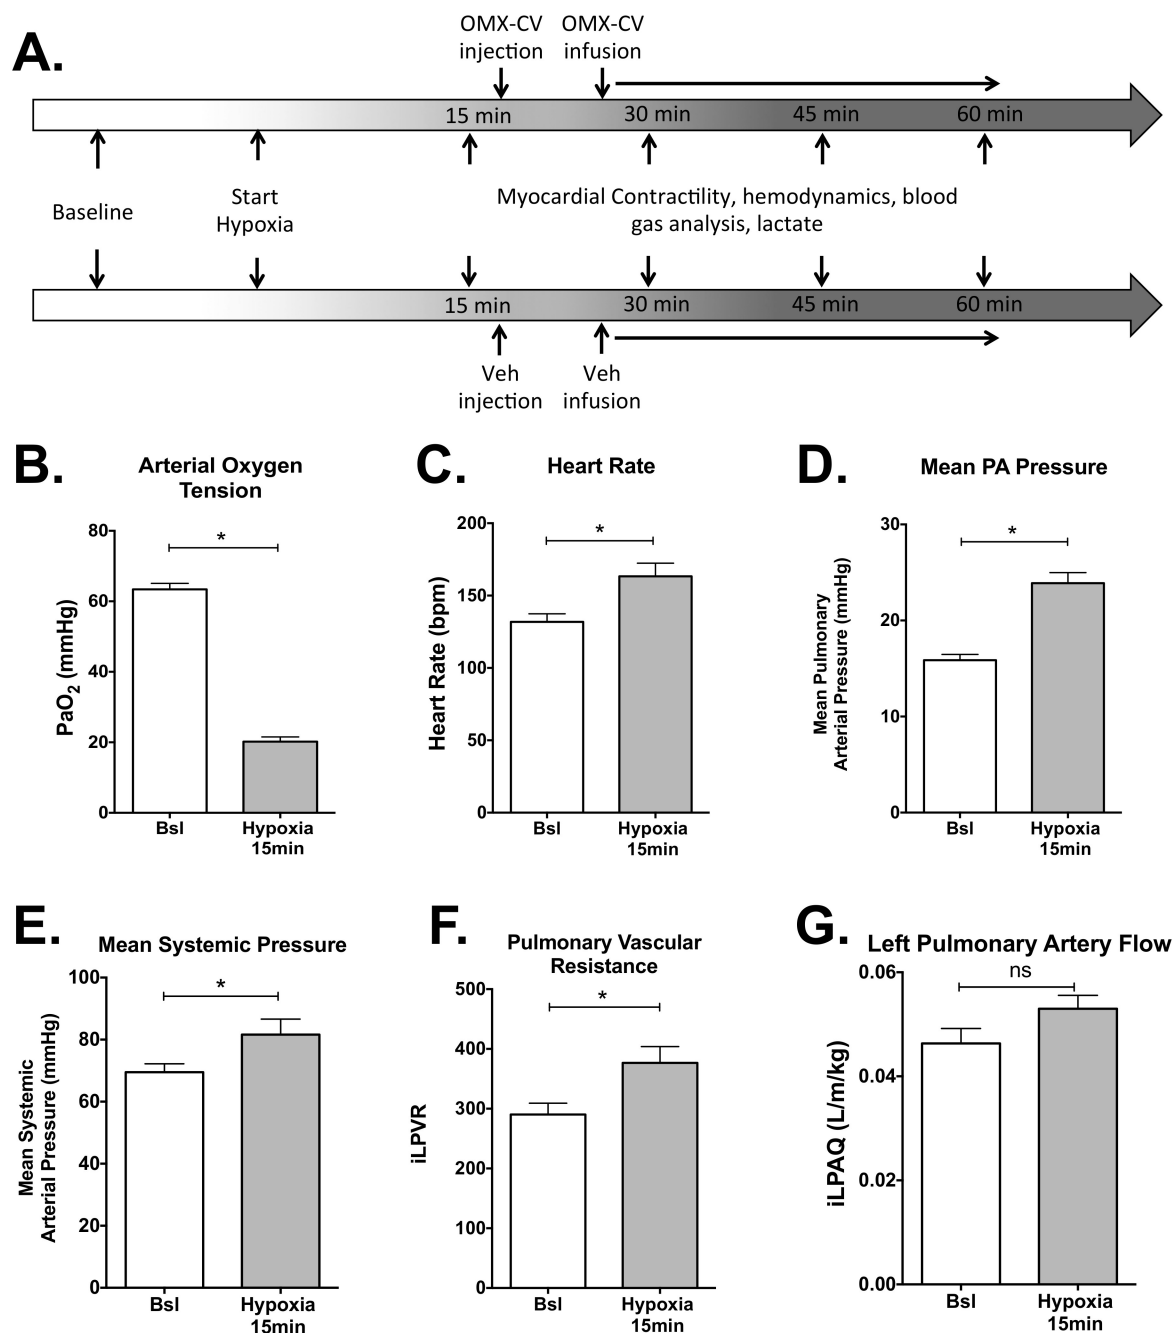 A.
OMX-CV
injection
OMX-CV
infusion
15 min
30 min
45 min
60 min
Baseline
Start
Hypoxia
Myocardial Contractility, hemodynamics, blood
gas analysis, lactate
15 min
30 min
45 min
60 min
Veh
injection
Veh
infusion
B.
Arterial Oxygen
Tension
PaO2 (mmHg)
80
60
40
20
0
*
Bsl
Hypoxia
15min
C.
Heart Rate
Heart Rate (bpm)
200
150
100
50
0
*
Bsl
Hypoxia
15min
D.
Mean PA Pressure
Mean Pulmonary
Arterial Pressure (mmHg)
30
20
10
0
*
Bsl
Hypoxia
15min
E.
Mean Systemic Pressure
Mean Systemic
Arterial Pressure (mmHg)
100
80
60
40
20
0
*
Bsl
Hypoxia
15min
F.
Pulmonary Vascular
Resistance
iLPVR
500
400
300
200
100
0
*
Bsl
Hypoxia
15min
G.
Left Pulmonary Artery Flow
iLPAQ (L/m/kg)
0.06
0.04
0.02
0.00
ns
Bsl
Hypoxia
15min